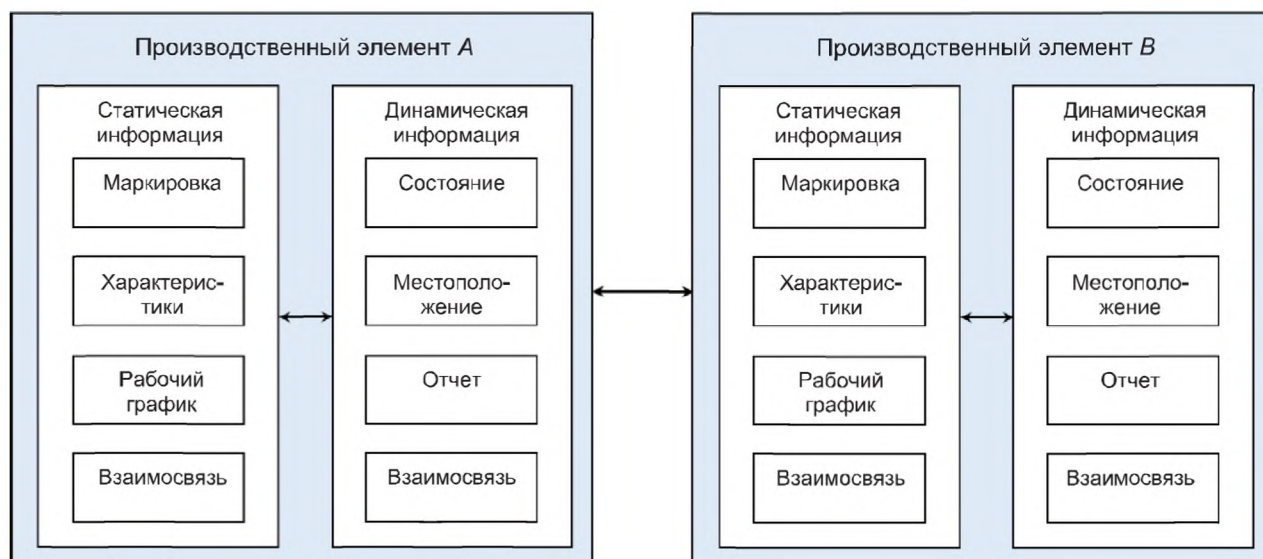 Производственный элемент A
Статическая
информация
Маркировка
Характерис-
тики
Рабочий
график
Взаимосвязь
Динамическая
информация
Состояние
Местополо-
жение
Отчет
Взаимосвязь
Производственный элемент B
Статическая
информация
Маркировка
Характерис-
тики
Рабочий
график
Взаимосвязь
Динамическая
информация
Состояние
Местополо-
жение
Отчет
Взаимосвязь